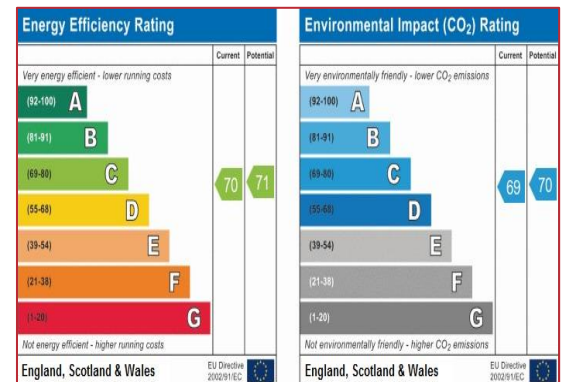 Energy Efficiency Rating
Current Potential
Very energy efficient - lower running costs
(92-100) A
(81-91) B
(69-80) C
70 71
(55-68) D
(39-54) E
(21-38) F
(1-20) G
Not energy efficient - higher running costs
England, Scotland & Wales
EU Directive
2002/91/EC
Environmental Impact (CO2) Rating
Current Potential
Very environmentally friendly - lower CO2 emissions
(92-100) A
(81-91) B
(69-80) C
69 70
(55-68) D
(39-54) E
(21-38) F
(1-20) G
Not environmentally friendly - higher CO2 emissions
England, Scotland & Wales
EU Directive
2002/91/EC